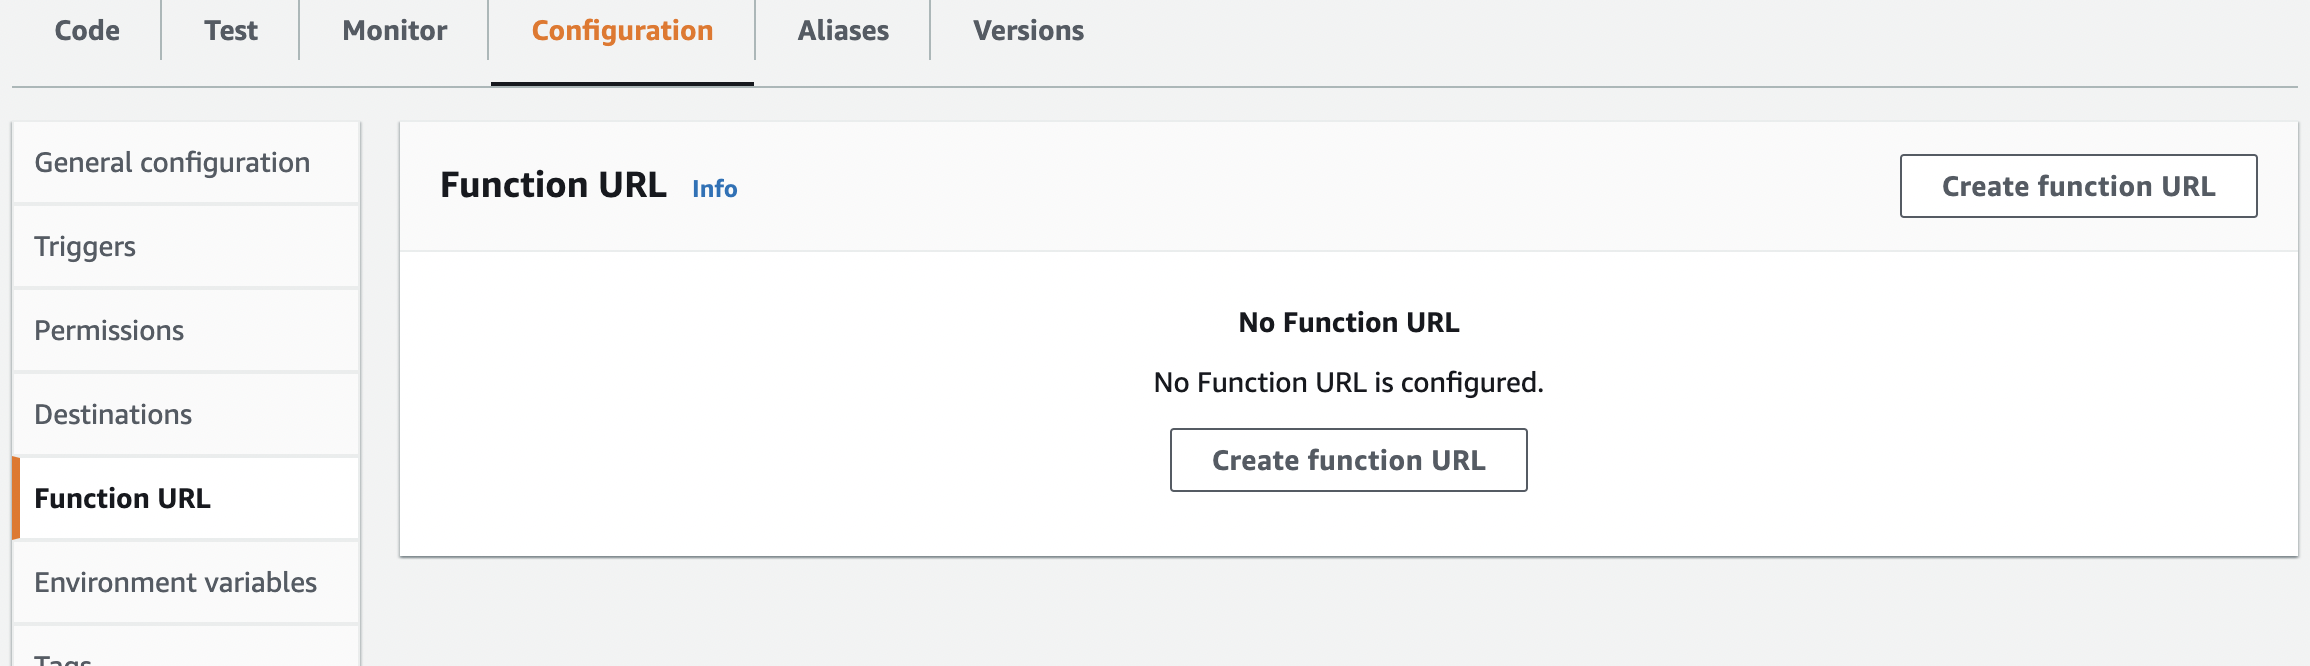 Code Test Monitor Configuration Aliases Versions
General configuration
Triggers
Permissions
Destinations
Function URL
Environment variables
Tags
Function URL Info
Create function URL
No Function URL
No Function URL is configured.
Create function URL